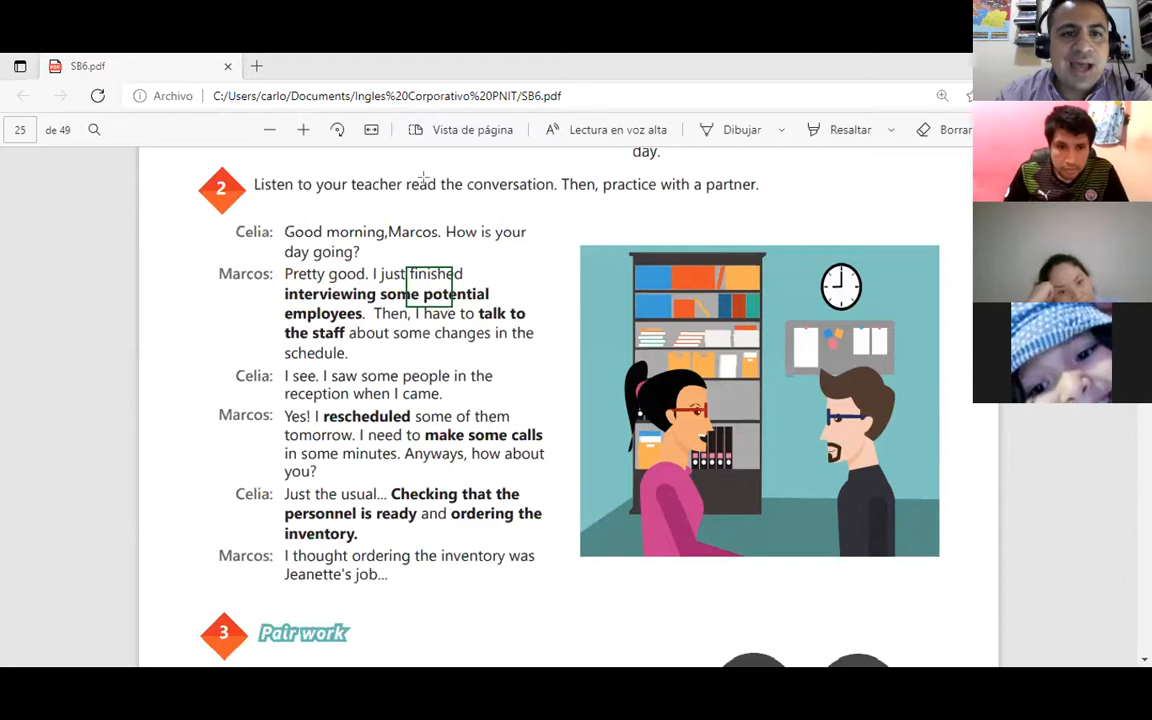 SB6.pdf
Archivo C:/Users/carlo/Documents/Ingles%20Corporativo%20PNIT/SB6.pdf
25 de 49 Vista de página Lectura en voz alta Dibujar Resaltar Borrar
day.
2 Listen to your teacher read the conversation. Then, practice with a partner.
Celia: Good morning,Marcos. How is your
day going?
Marcos: Pretty good. I just finished
interviewing some potential
employees. Then, I have to talk to
the staff about some changes in the
schedule.
Celia: I see. I saw some people in the
reception when I came.
Marcos: Yes! I rescheduled some of them
tomorrow. I need to make some calls
in some minutes. Anyways, how about
you?
Celia: Just the usual... Checking that the
personnel is ready and ordering the
inventory.
Marcos: I thought ordering the inventory was
Jeanette's job...
3 Pair work